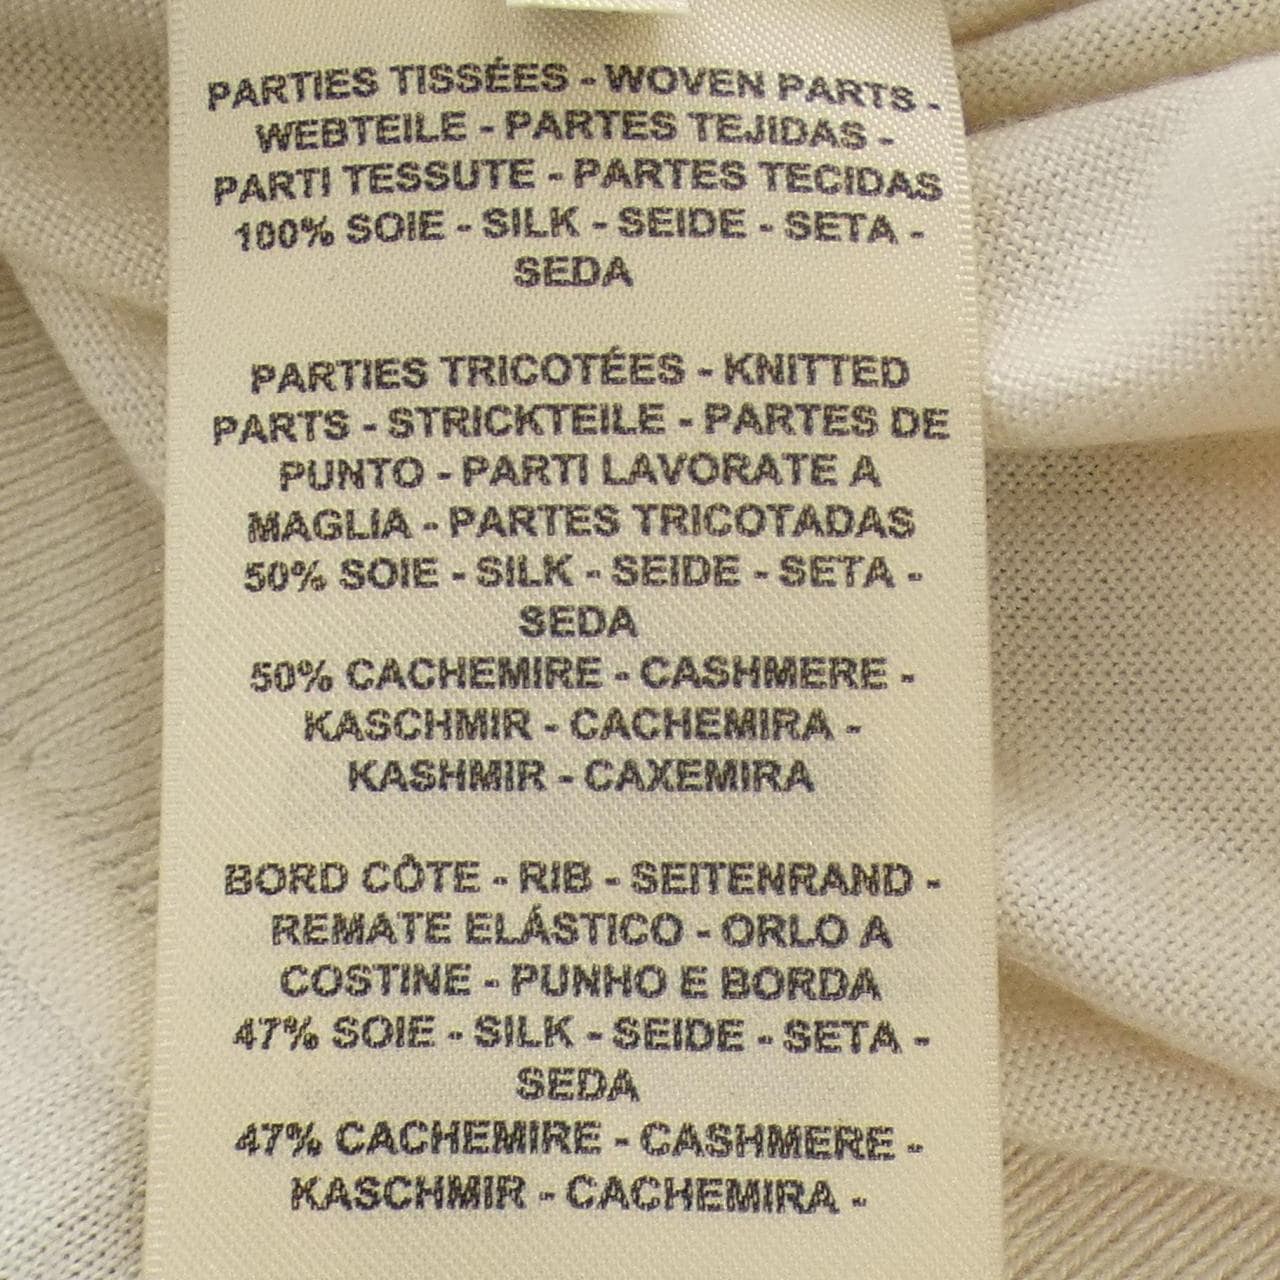 PARTIES TISSÉES - WOVEN PARTS -
WEBTEILE - PARTES TEJIDAS -
PARTI TESSUTE - PARTES TECIDAS
100% SOIE - SILK - SEIDE - SETA -
SEDA
PARTIES TRICOTÉES - KNITTED
PARTS - STRICKTEILE - PARTES DE
PUNTO - PARTI LAVORATE A
MAGLIA - PARTES TRICOTADAS
50% SOIE - SILK - SEIDE - SETA -
SEDA
50% CACHEMIRE - CASHMERE -
KASCHMIR - CACHEMIRA -
KASHMIR - CAXEMIRA
BORD CÔTE - RIB - SEITENRAND -
REMATE ELÁSTICO - ORLO A
COSTINE - PUNHO E BORDA
47% SOIE - SILK - SEIDE - SETA -
SEDA
47% CACHEMIRE - CASHMERE -
KASCHMIR - CACHEMIRA -